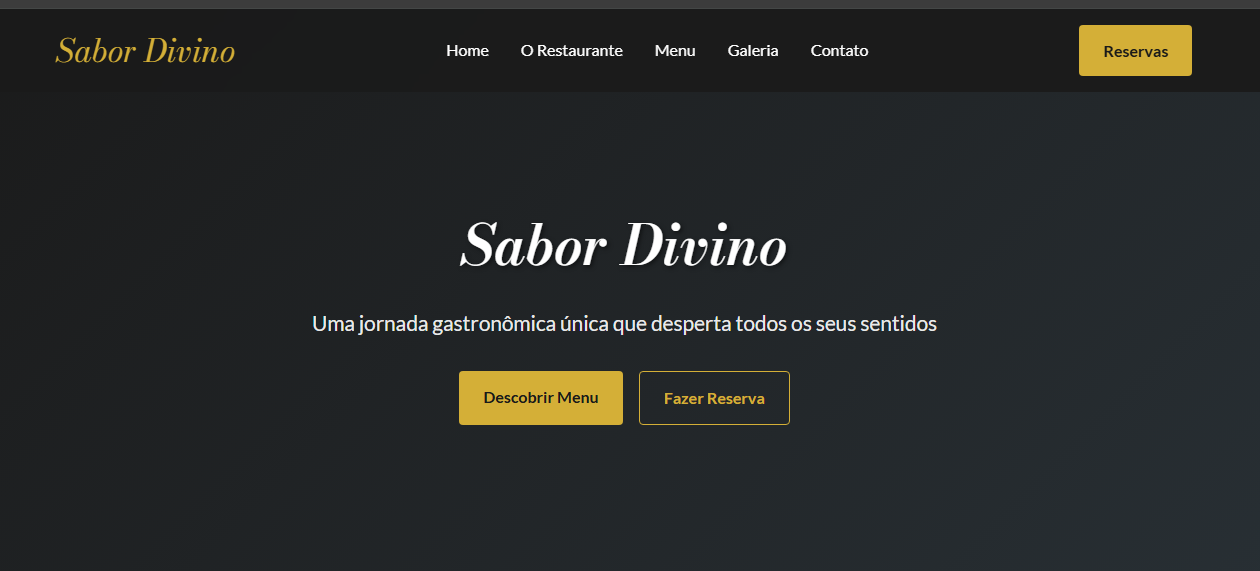 Sabor Divino
Home O Restaurante Menu Galeria Contato
Reservas
Sabor Divino
Uma jornada gastronômica única que desperta todos os seus sentidos
Descobrir Menu
Fazer Reserva